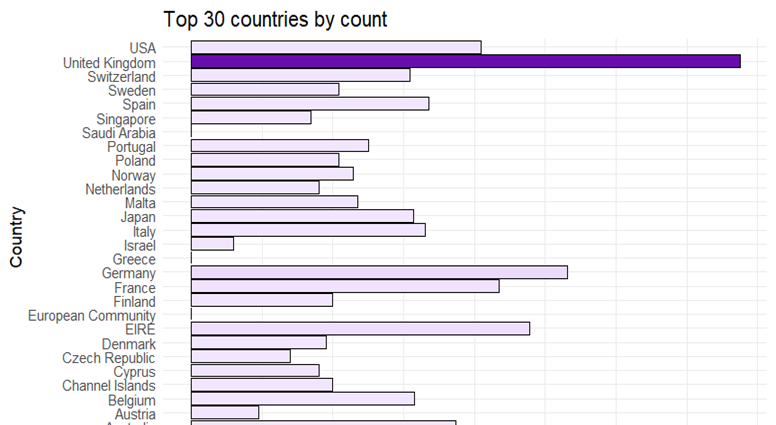 Top 30 countries by count
USA
United Kingdom
Switzerland
Sweden
Spain
Singapore
Saudi Arabia
Portugal
Poland
Norway
Netherlands
Malta
Japan
Italy
Israel
Greece
Germany
France
Finland
European Community
EIRE
Denmark
Czech Republic
Cyprus
Channel Islands
Belgium
Austria
Country